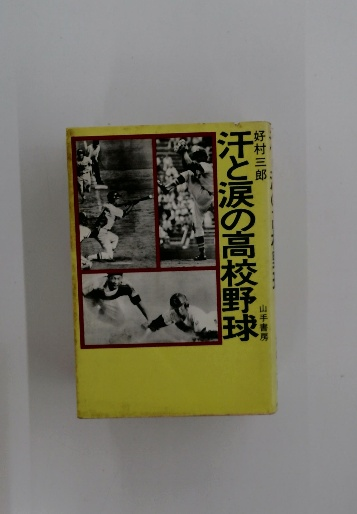 好村三郎
汗と涙の高校野球
山手書房